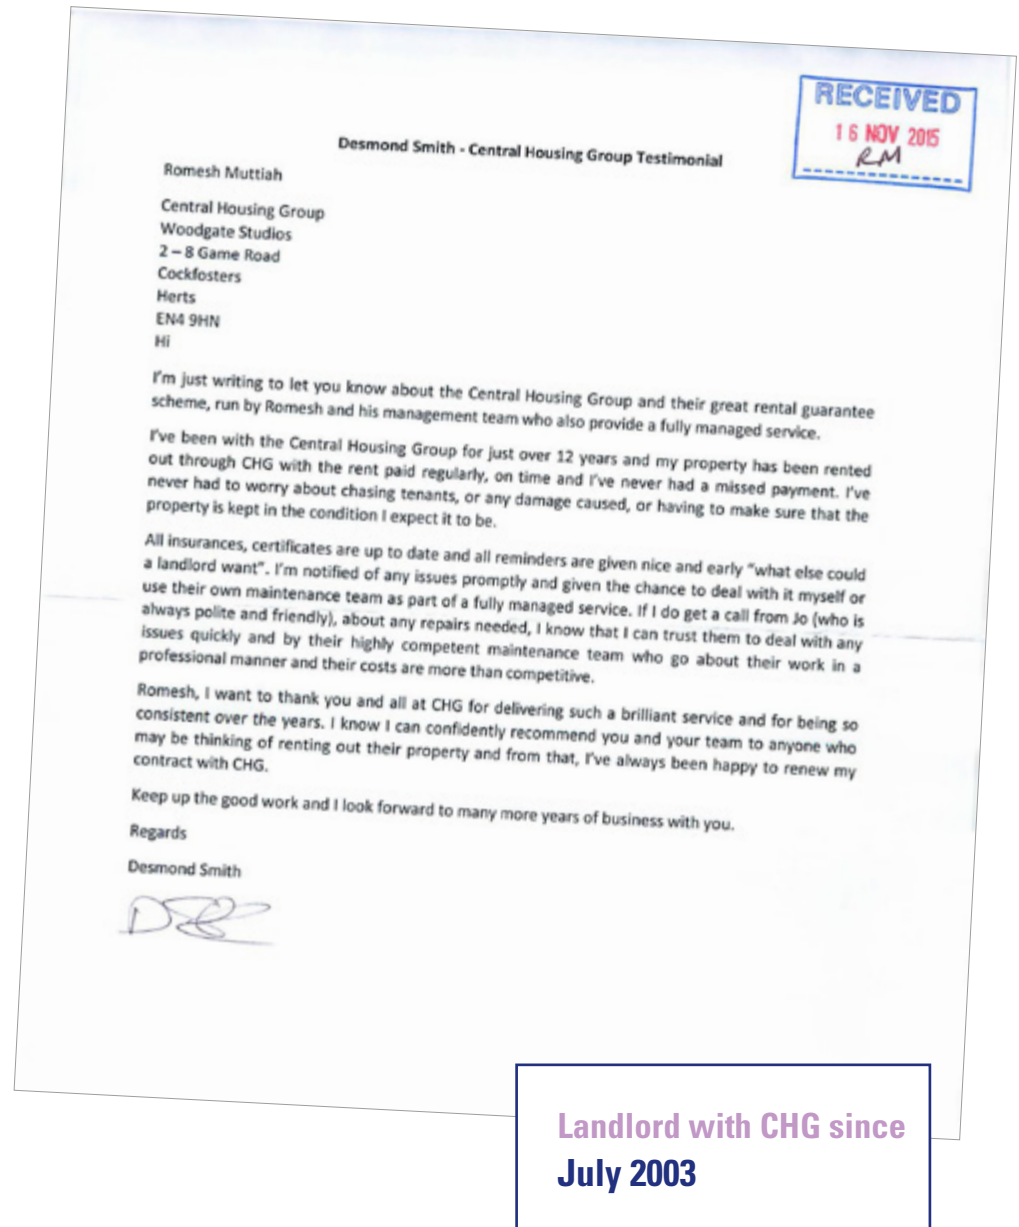 RECEIVED
16 NOV 2015
RM
Desmond Smith - Central Housing Group Testimonial
Romesh Muttiah
Central Housing Group
Woodgate Studios
2 – 8 Game Road
Cockfosters
Herts
EN4 9HN
Hi
I'm just writing to let you know about the Central Housing Group and their great rental guarantee
scheme, run by Romesh and his management team who also provide a fully managed service.
I've been with the Central Housing Group for just over 12 years and my property has been rented
out through CHG with the rent paid regularly, on time and I've never had a missed payment. I've
never had to worry about chasing tenants, or any damage caused, or having to make sure that the
property is kept in the condition I expect it to be.
All insurances, certificates are up to date and all reminders are given nice and early "what else could
a landlord want". I'm notified of any issues promptly and given the chance to deal with it myself or
use their own maintenance team as part of a fully managed service. If I do get a call from Jo (who is
always polite and friendly), about any repairs needed, I know that I can trust them to deal with any
issues quickly and by their highly competent maintenance team who go about their work in a
professional manner and their costs are more than competitive.
Romesh, I want to thank you and all at CHG for delivering such a brilliant service and for being so
consistent over the years. I know I can confidently recommend you and your team to anyone who
may be thinking of renting out their property and from that, I've always been happy to renew my
contract with CHG.
Keep up the good work and I look forward to many more years of business with you.
Regards
Desmond Smith
Landlord with CHG since
July 2003